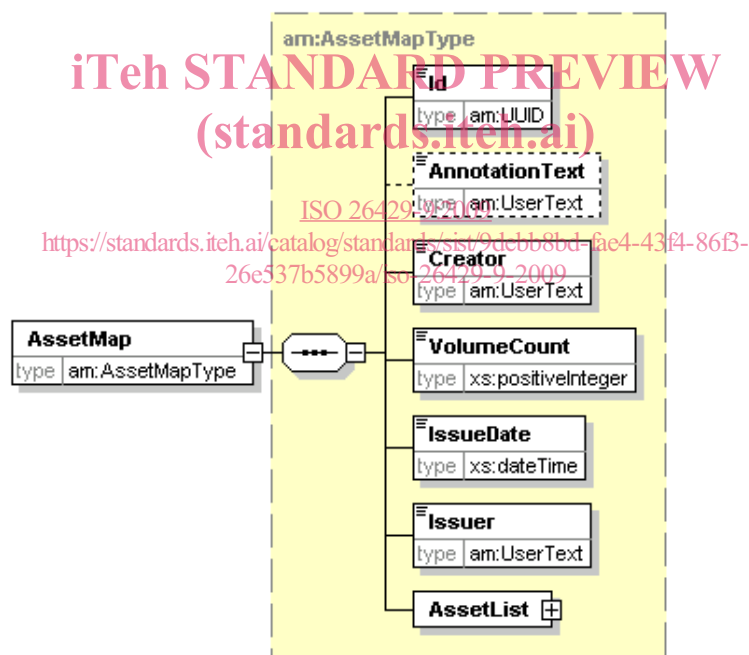 am:AssetMapType
iTeh STANDARD PREVIEW
Id
type am:UUID
(standards.iteh.ai)
AnnotationText
type am:UserText
ISO 26429-9:2009
https://standards.iteh.ai/catalog/standards/sist/9debb8bd-fae4-43f4-86f3-
Creator
26e537b5899a/iso-26429-9-2009
type am:UserText
AssetMap
type am:AssetMapType
VolumeCount
type xs:positiveInteger
IssueDate
type xs:dateTime
Issuer
type am:UserText
AssetList